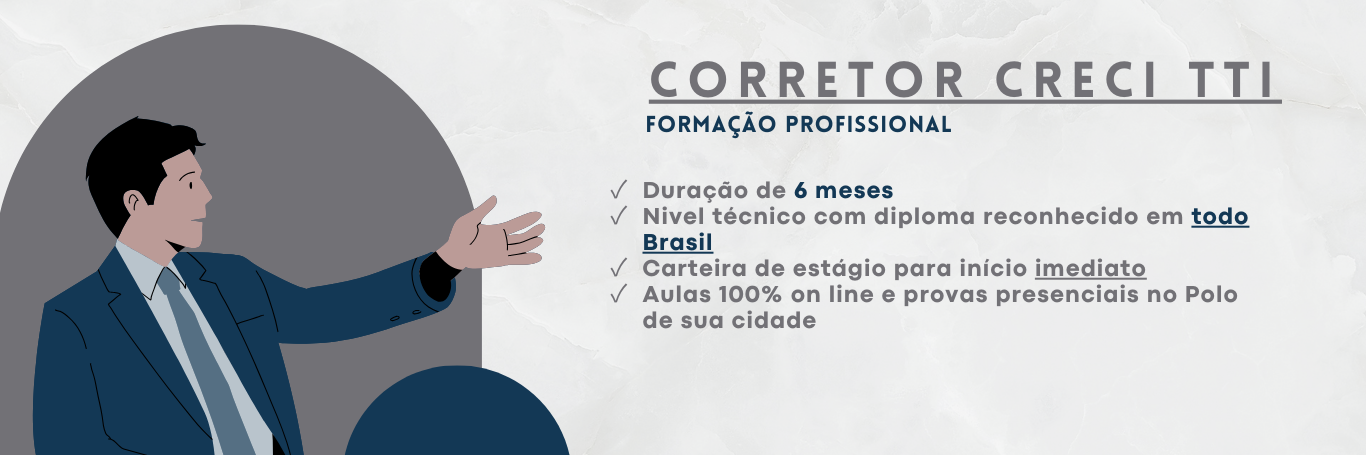 CORRETOR CRECI TTI
FORMAÇÃO PROFISSIONAL
✓ Duração de 6 meses
✓ Nivel técnico com diploma reconhecido em todo
Brasil
✓ Carteira de estágio para início imediato
✓ Aulas 100% on line e provas presenciais no Polo
de sua cidade